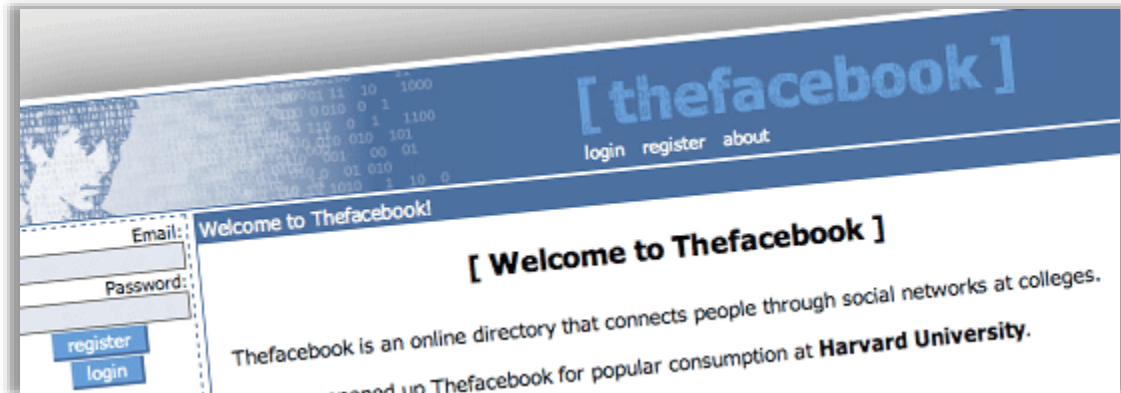 [ thefacebook ]
login register about
Welcome to Thefacebook!
Email:
Password:
register
login
[ Welcome to Thefacebook ]
Thefacebook is an online directory that connects people through social networks at colleges.
up Thefacebook for popular consumption at Harvard University.